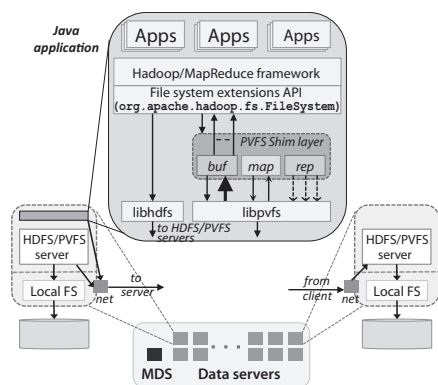 Java
application
Apps Apps Apps
Hadoop/MapReduce framework
File system extensions API
(org.apache.hadoop.fs.FileSystem)
PVFS Shim layer
buf map rep
libhdfs libpvfs
to HDFS/PVFS
servers
HDFS/PVFS
server
Local FS
net
to
server
from
client
HDFS/PVFS
server
net
Local FS
MDS Data servers